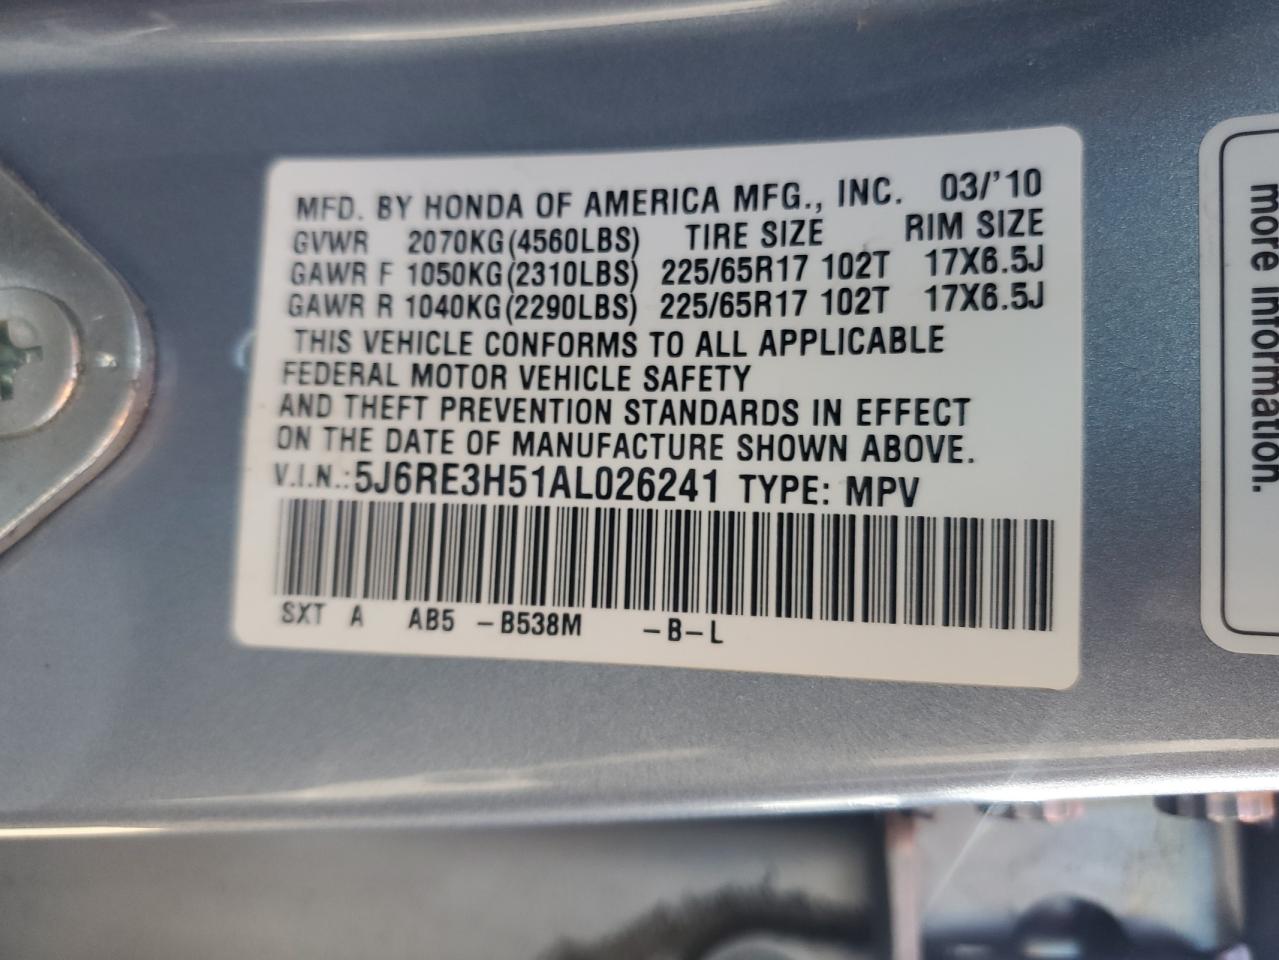 MFD. BY HONDA OF AMERICA MFG., INC. 03/'10
GVWR 2070KG(4560LBS) TIRE SIZE RIM SIZE
GAWR F 1050KG(2310LBS) 225/65R17 102T 17X6.5J
GAWR R 1040KG(2290LBS) 225/65R17 102T 17X6.5J
THIS VEHICLE CONFORMS TO ALL APPLICABLE
FEDERAL MOTOR VEHICLE SAFETY
AND THEFT PREVENTION STANDARDS IN EFFECT
ON THE DATE OF MANUFACTURE SHOWN ABOVE.
V.I.N.: 5J6RE3H51AL026241 TYPE: MPV
SXT A AB5 -B538M -B-L
more information.